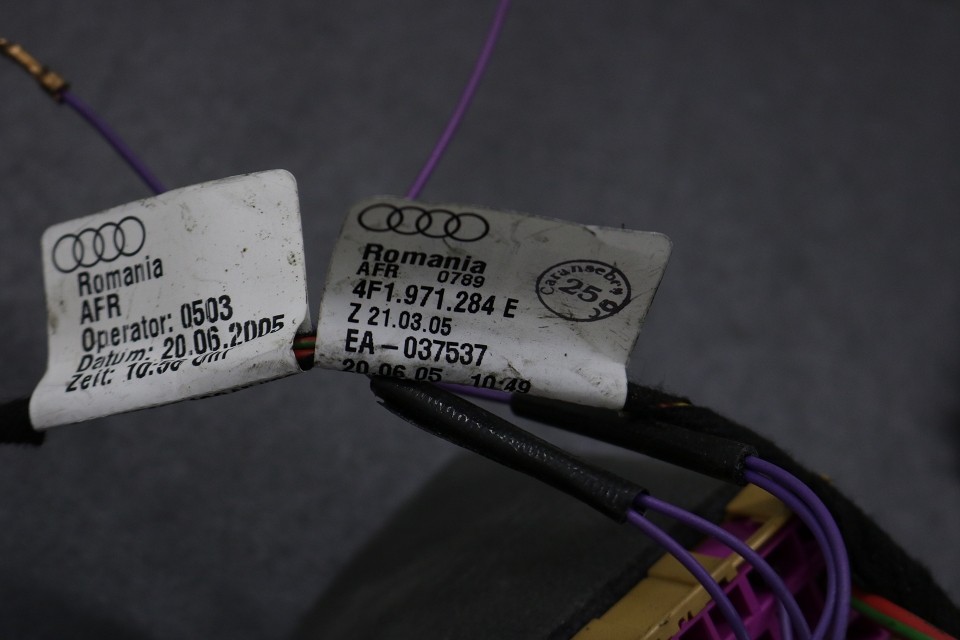 Romania
AFR
Operator: 0503
Datum: 20.06.2005
Zeit:
Romania
AFR 0789
4F1.971.284 E
Z 21.03.05
EA-037537
20 06 05 10:49
25